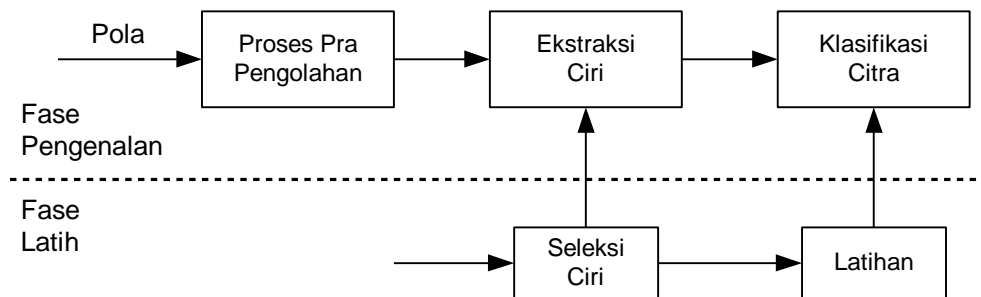 Pola
Proses Pra
Pengolahan
Ekstraksi
Ciri
Klasifikasi
Citra
Fase
Pengenalan
Fase
Latih
Seleksi
Ciri
Latihan